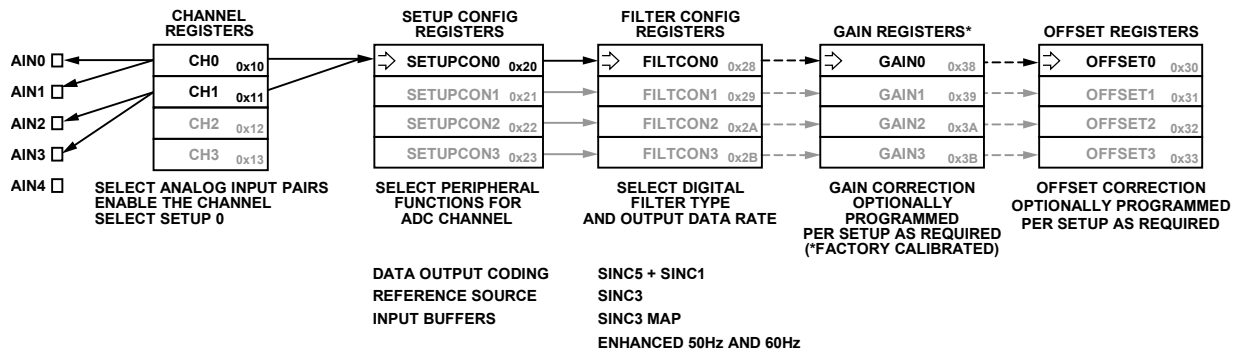 CHANNEL
REGISTERS
SETUP CONFIG
REGISTERS
FILTER CONFIG
REGISTERS
GAIN REGISTERS*
OFFSET REGISTERS
AIN0
AIN1
AIN2
AIN3
AIN4
CH0 0x10
CH1 0x11
CH2 0x12
CH3 0x13
SETUPCON0 0x20
SETUPCON1 0x21
SETUPCON2 0x22
SETUPCON3 0x23
FILTCON0 0x28
FILTCON1 0x29
FILTCON2 0x2A
FILTCON3 0x2B
GAIN0 0x38
GAIN1 0x39
GAIN2 0x3A
GAIN3 0x3B
OFFSET0 0x30
OFFSET1 0x31
OFFSET2 0x32
OFFSET3 0x33
SELECT ANALOG INPUT PAIRS
ENABLE THE CHANNEL
SELECT SETUP 0
SELECT PERIPHERAL
FUNCTIONS FOR
ADC CHANNEL
SELECT DIGITAL
FILTER TYPE
AND OUTPUT DATA RATE
GAIN CORRECTION
OPTIONALLY
PROGRAMMED
PER SETUP AS REQUIRED
(*FACTORY CALIBRATED)
OFFSET CORRECTION
OPTIONALLY PROGRAMMED
PER SETUP AS REQUIRED
DATA OUTPUT CODING
REFERENCE SOURCE
INPUT BUFFERS
SINC5 + SINC1
SINC3
SINC3 MAP
ENHANCED 50Hz AND 60Hz